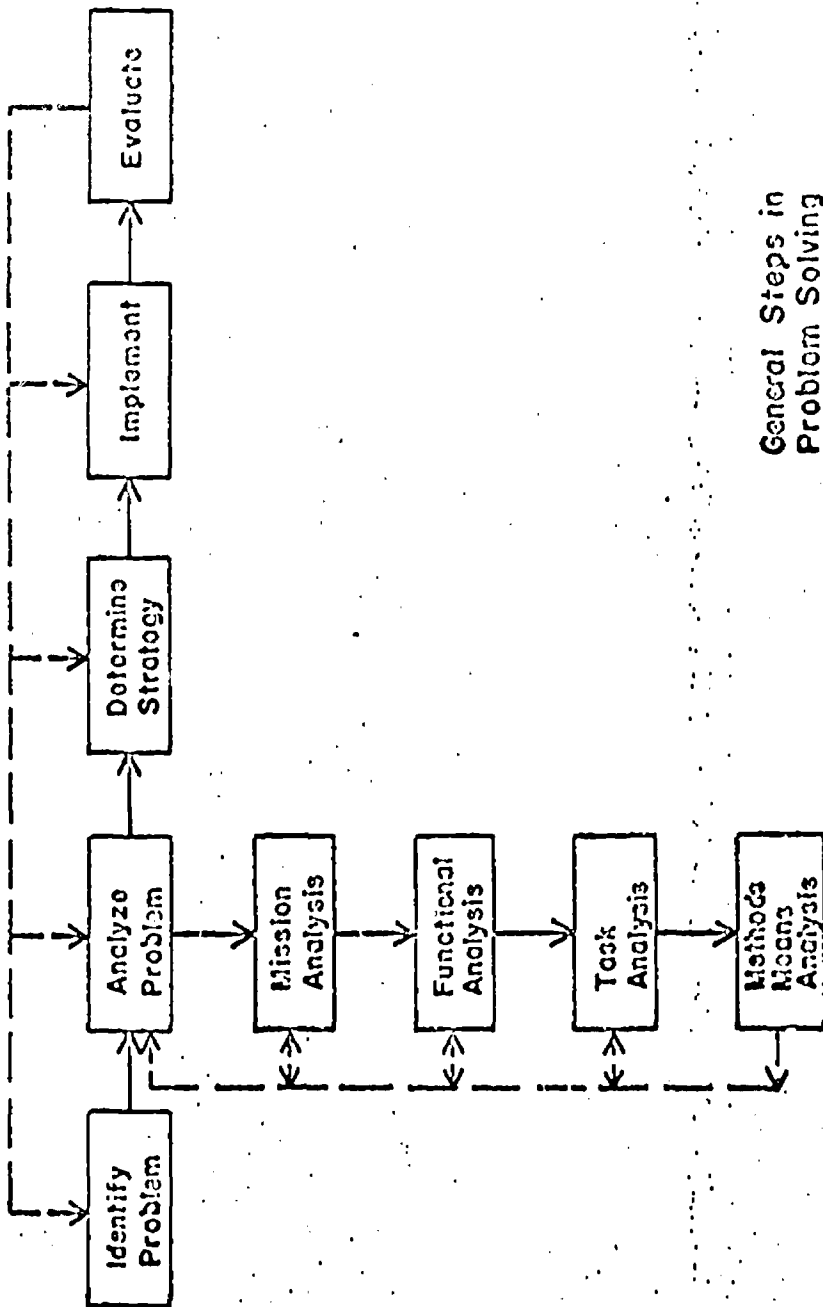 Identify
Problem
Analyze
Problem
Determine
Strategy
Implement
Evaluate
Mission
Analysis
Functional
Analysis
Task
Analysis
Methods
Means
Analysis
General Steps in
Problem Solving